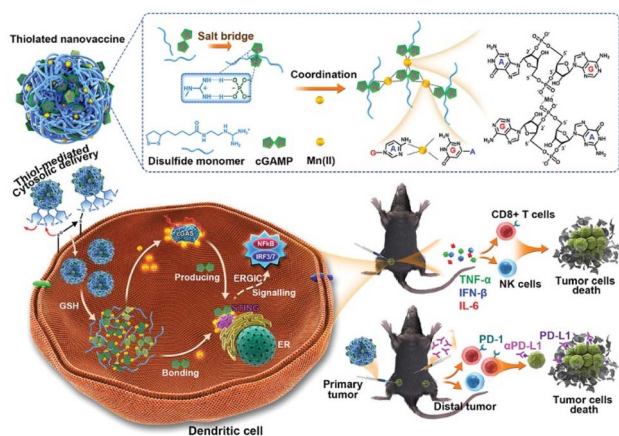 Thiolated nanovaccine
Salt bridge
Coordination
Disulfide monomer
cGAMP
Mn(II)
G
A
G
A
A
G
Mn
G
A
Thiol-mediated
cytosolic delivery
cGAS
NFkB
IRF3/7
Producing
ERGIC
Signalling
GSH
STING
ER
Bonding
Dendritic cell
TNF-α
IFN-β
IL-6
CD8+ T cells
NK cells
Tumor cells
death
Primary
tumor
Distal tumor
PD-1
αPD-L1
PD-L1
Tumor cells
death